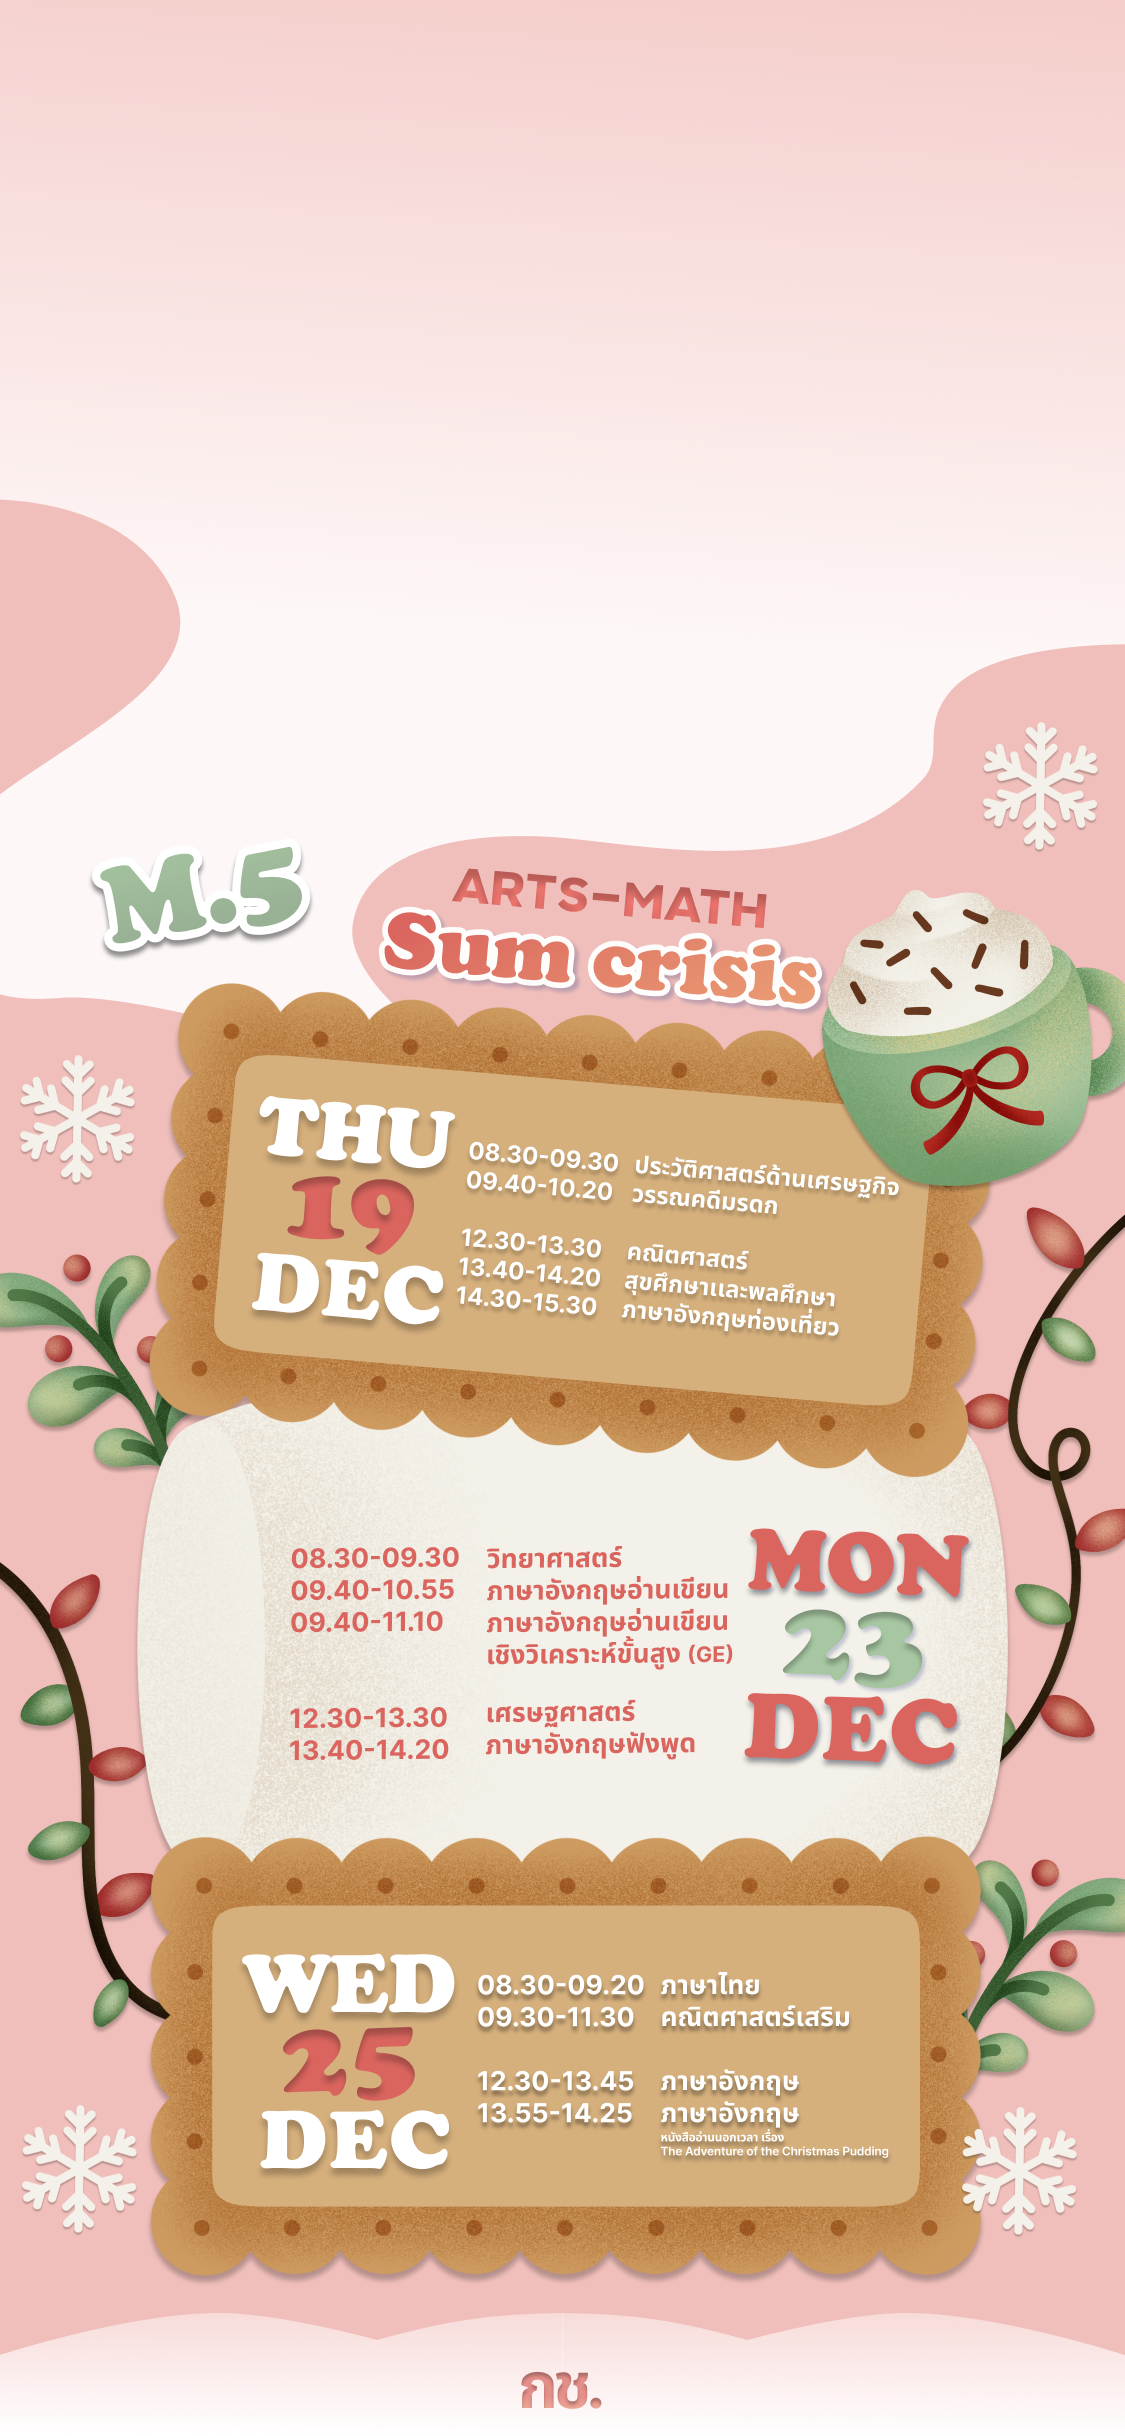 M.5
ARTS–MATH
Sum crisis
THU
19
DEC
08.30-09.30 ประวัติศาสตร์ด้านเศรษฐกิจ
09.40-10.20 วรรณคดีมรดก
12.30-13.30 คณิตศาสตร์
13.40-14.20 สุขศึกษาและพลศึกษา
14.30-15.30 ภาษาอังกฤษท่องเที่ยว
08.30-09.30 วิทยาศาสตร์
09.40-10.55 ภาษาอังกฤษอ่านเขียน
09.40-11.10 ภาษาอังกฤษอ่านเขียน
เชิงวิเคราะห์ขั้นสูง (GE)
12.30-13.30 เศรษฐศาสตร์
13.40-14.20 ภาษาอังกฤษฟังพูด
MON
23
DEC
WED
25
DEC
08.30-09.20 ภาษาไทย
09.30-11.30 คณิตศาสตร์เสริม
12.30-13.45 ภาษาอังกฤษ
13.55-14.25 ภาษาอังกฤษ
หนังสืออ่านนอกเวลา เรื่อง
The Adventure of the Christmas Pudding
กช.